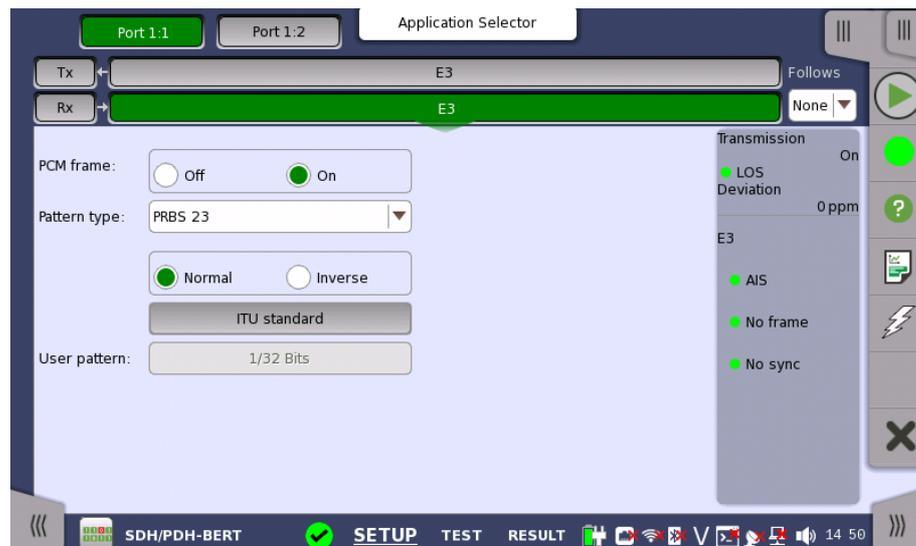 Port 1:1
Port 1:2
Application Selector
Tx
E3
Follows
Rx
E3
None
PCM frame:
Off
On
Pattern type:
PRBS 23
Normal
Inverse
ITU standard
User pattern:
1/32 Bits
Transmission
On
LOS
Deviation
0 ppm
E3
AIS
No frame
No sync
SDH/PDH-BERT
SETUP
TEST
RESULT
14 50